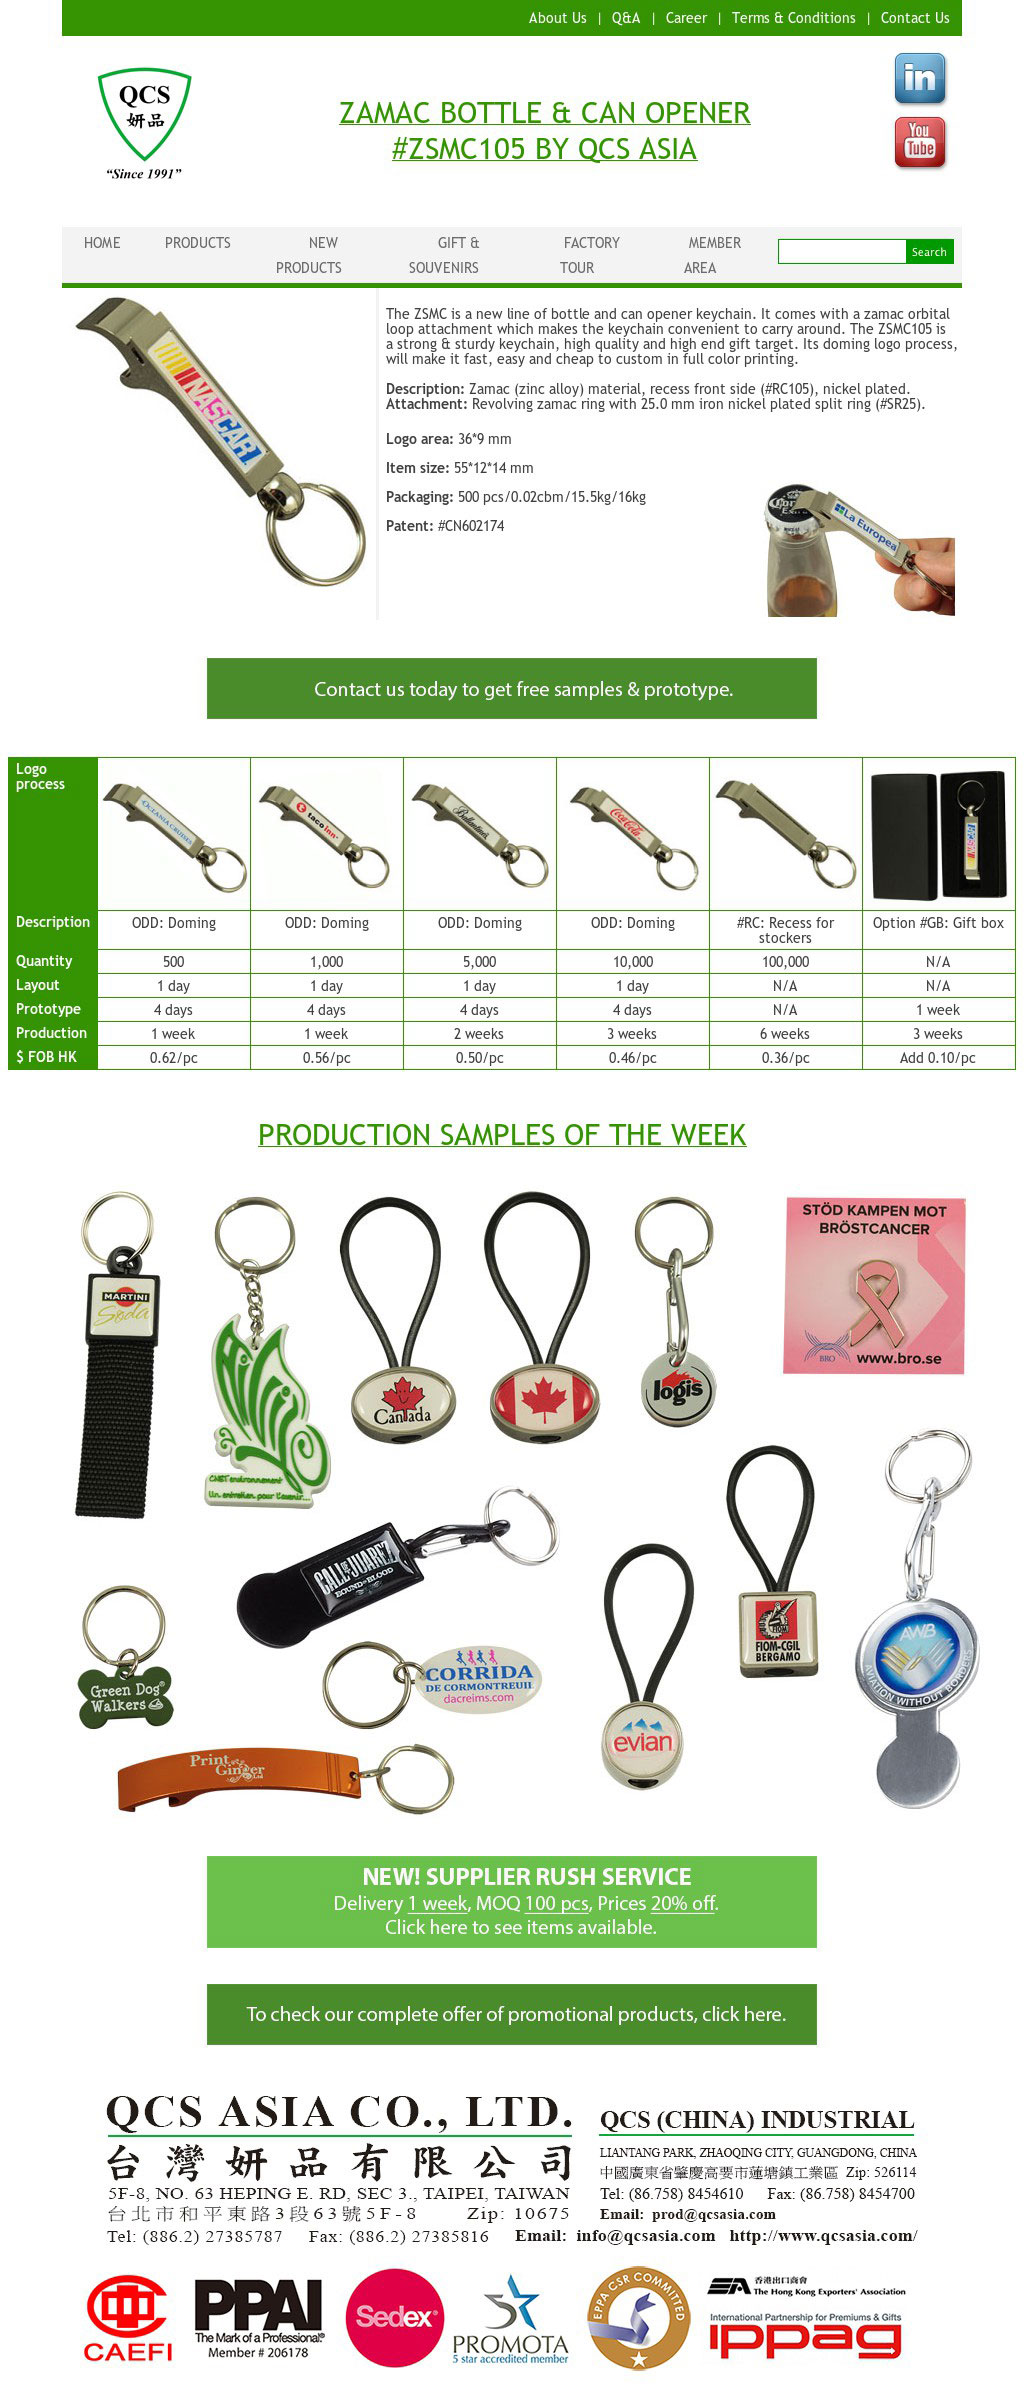 About Us | Q&A | Career | Terms & Conditions | Contact Us
QCS
妍品
“Since 1991”
ZAMAC BOTTLE & CAN OPENER
#ZSMC105 BY QCS ASIA
in
You
Tube
HOME PRODUCTS NEW PRODUCTS GIFT & SOUVENIRS FACTORY TOUR MEMBER AREA Search
NASCAR
The ZSMC is a new line of bottle and can opener keychain. It comes with a zamac orbital
loop attachment which makes the keychain convenient to carry around. The ZSMC105 is
a strong & sturdy keychain, high quality and high end gift target. Its doming logo process,
will make it fast, easy and cheap to custom in full color printing.
Description: Zamac (zinc alloy) material, recess front side (#RC105), nickel plated.
Attachment: Revolving zamac ring with 25.0 mm iron nickel plated split ring (#SR25).
Logo area: 36*9 mm
Item size: 55*12*14 mm
Packaging: 500 pcs/0.02cbm/15.5kg/16kg
Patent: #CN602174
La Europea
Contact us today to get free samples & prototype.
Logo
process
OCEANIA CRUISES
taco inn
Ballantine's
Coca-Cola
NASCAR
Description ODD: Doming ODD: Doming ODD: Doming ODD: Doming #RC: Recess for stockers Option #GB: Gift box
Quantity 500 1,000 5,000 10,000 100,000 N/A
Layout 1 day 1 day 1 day 1 day N/A N/A
Prototype 4 days 4 days 4 days 4 days N/A 1 week
Production 1 week 1 week 2 weeks 3 weeks 6 weeks 3 weeks
$ FOB HK 0.62/pc 0.56/pc 0.50/pc 0.46/pc 0.36/pc Add 0.10/pc
PRODUCTION SAMPLES OF THE WEEK
MARTINI
Soda
CNET environnement
Un entretien pour l'avenir...
Canada
logis
STÖD KAMPEN MOT
BRÖSTCANCER
BRO
www.bro.se
CALL OF JUAREZ
BOUND IN BLOOD
FIOM
FIOM-CGIL
BERGAMO
AWB
AVIATION WITHOUT BORDERS
Green Dog®
Walkers
CORRIDA
DE CORMONTREUIL
dacreims.com
evian
Print
Ginger
Ltd
NEW! SUPPLIER RUSH SERVICE
Delivery 1 week, MOQ 100 pcs, Prices 20% off.
Click here to see items available.
To check our complete offer of promotional products, click here.
QCS ASIA CO., LTD.
台灣妍品有限公司
5F-8, NO. 63 HEPING E. RD, SEC 3., TAIPEI, TAIWAN
台北市和平東路3段63號5F-8 Zip: 10675
Tel: (886.2) 27385787 Fax: (886.2) 27385816
QCS (CHINA) INDUSTRIAL
LIANTANG PARK, ZHAOQING CITY, GUANGDONG, CHINA
中國廣東省肇慶高要市蓮塘鎮工業區 Zip: 526114
Tel: (86.758) 8454610 Fax: (86.758) 8454700
Email: prod@qcsasia.com
Email: info@qcsasia.com http://www.qcsasia.com/
CAEFI
PPAI
The Mark of a Professional.®
Member # 206178
Sedex®
PROMOTA
5 star accredited member
EPPA CSR COMMITTED
香港出口商會
The Hong Kong Exporters' Association
International Partnership for Premiums & Gifts
ippag